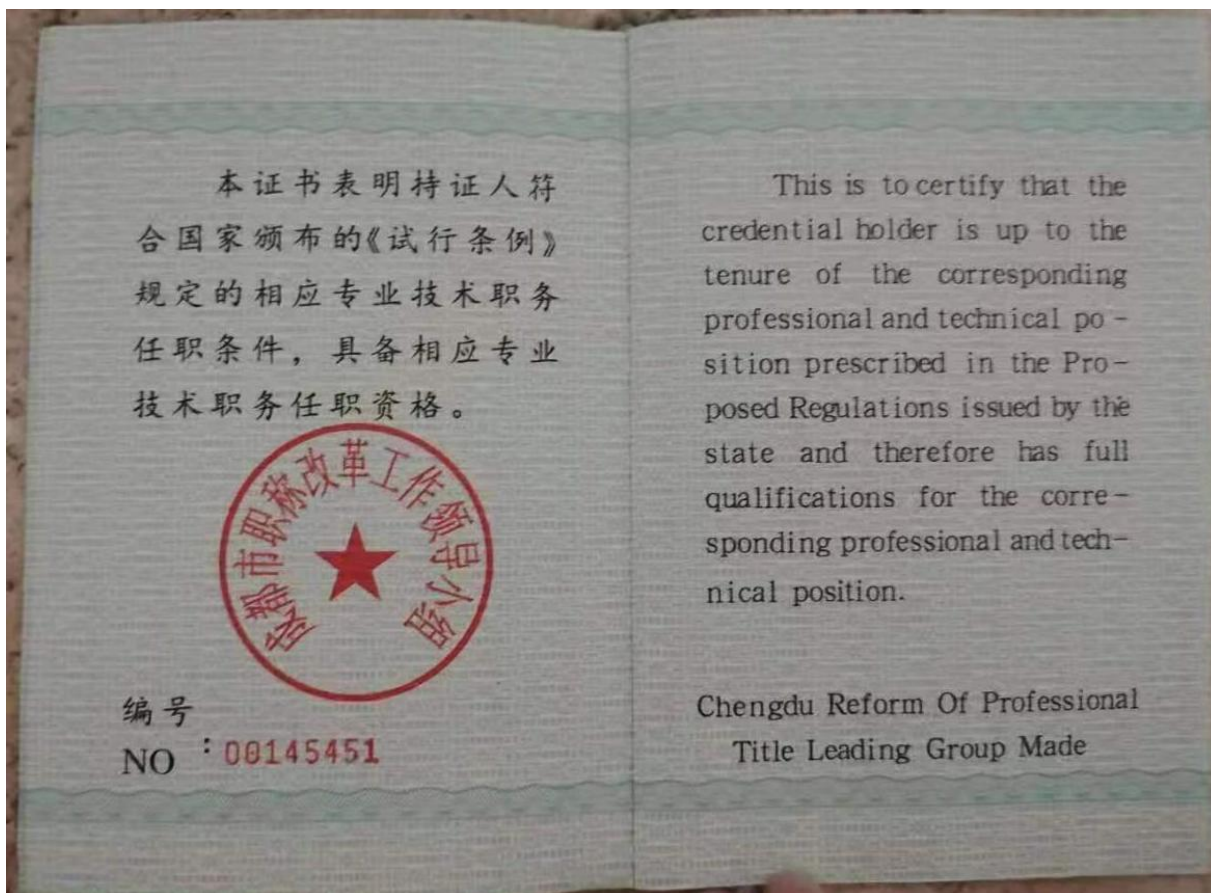 本证书表明持证人符
合国家颁布的《试行条例》
规定的相应专业技术职务
任职条件，具备相应专业
技术职务任职资格。
成都市职称改革工作领导小组
编号
NO：00145451
This is to certify that the
credential holder is up to the
tenure of the corresponding
professional and technical po-
sition prescribed in the Pro-
posed Regulations issued by the
state and therefore has full
qualifications for the corre-
sponding professional and tech-
nical position.
Chengdu Reform Of Professional
Title Leading Group Made